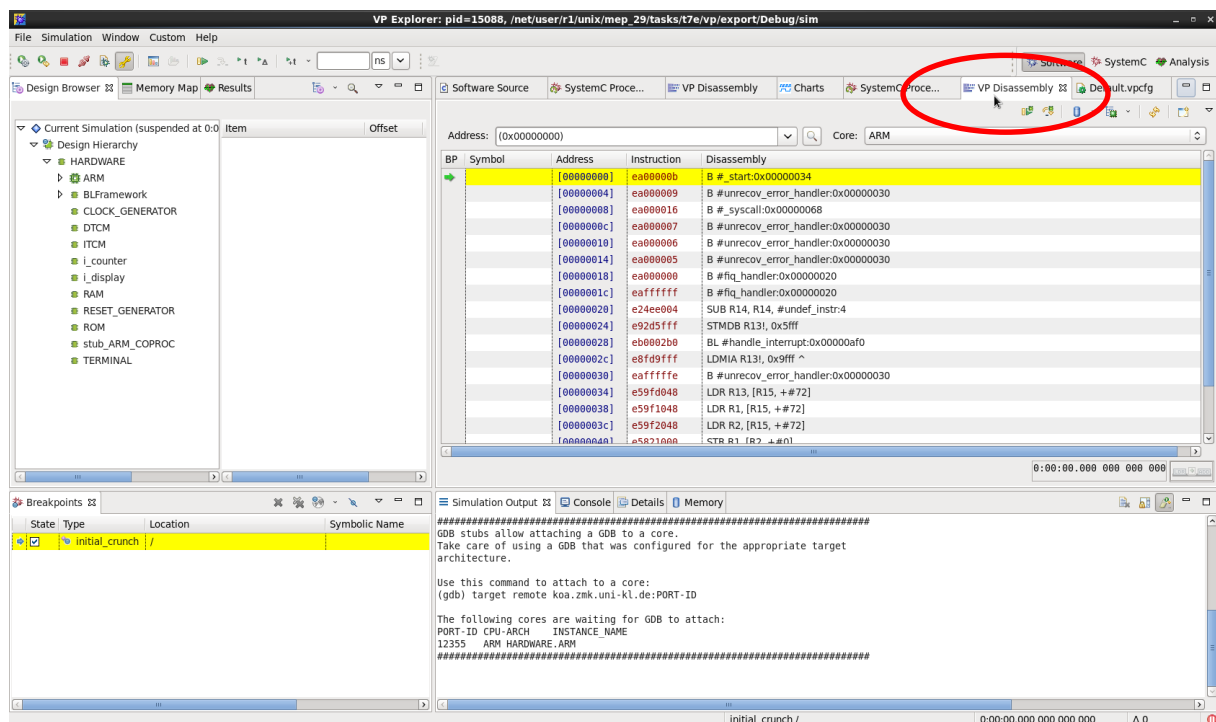 VP Explorer: pid=15088, /net/user/r1/unix/mep_29/tasks/t7e/vp/export/Debug/sim
File Simulation Window Custom Help
ns
Software SystemC Analysis
Design Browser Memory Map Results
Software Source SystemC Proce... VP Disassembly Charts SystemC Proce... VP Disassembly Default.vpcfg
Current Simulation (suspended at 0:0 Item Offset
Design Hierarchy
HARDWARE
ARM
BLFramework
CLOCK_GENERATOR
DTCM
ITCM
i_counter
i_display
RAM
RESET_GENERATOR
ROM
stub_ARM_COPROC
TERMINAL
Address: (0x00000000) Core: ARM
BP Symbol Address Instruction Disassembly
[00000000] ea00000b B #_start:0x00000034
[00000004] ea000009 B #unrecov_error_handler:0x00000030
[00000008] ea000016 B #_syscall:0x00000068
[0000000c] ea000007 B #unrecov_error_handler:0x00000030
[00000010] ea000006 B #unrecov_error_handler:0x00000030
[00000014] ea000005 B #unrecov_error_handler:0x00000030
[00000018] ea000000 B #fiq_handler:0x00000020
[0000001c] eaffffff B #fiq_handler:0x00000020
[00000020] e24ee004 SUB R14, R14, #undef_instr:4
[00000024] e92d5fff STMDB R13!, 0x5fff
[00000028] eb0002b0 BL #handle_interrupt:0x00000af0
[0000002c] e8fd9fff LDMIA R13!, 0x9fff ^
[00000030] eafffffe B #unrecov_error_handler:0x00000030
[00000034] e59fd048 LDR R13, [R15, +#72]
[00000038] e59f1048 LDR R1, [R15, +#72]
[0000003c] e59f2048 LDR R2, [R15, +#72]
[00000040] e5821000 STR R1, [R2, +#0]
0:00:00.000 000 000 000
Breakpoints
State Type Location Symbolic Name
initial_crunch /
Simulation Output Console Details Memory
###########################################################################
GDB stubs allow attaching a GDB to a core.
Take care of using a GDB that was configured for the appropriate target
architecture.
Use this command to attach to a core:
(gdb) target remote koa.zmk.uni-kl.de:PORT-ID
The following cores are waiting for GDB to attach:
PORT-ID CPU-ARCH INSTANCE_NAME
12355 ARM HARDWARE.ARM
###########################################################################
initial_crunch / 0:00:00.000 000 000 000 Δ 0